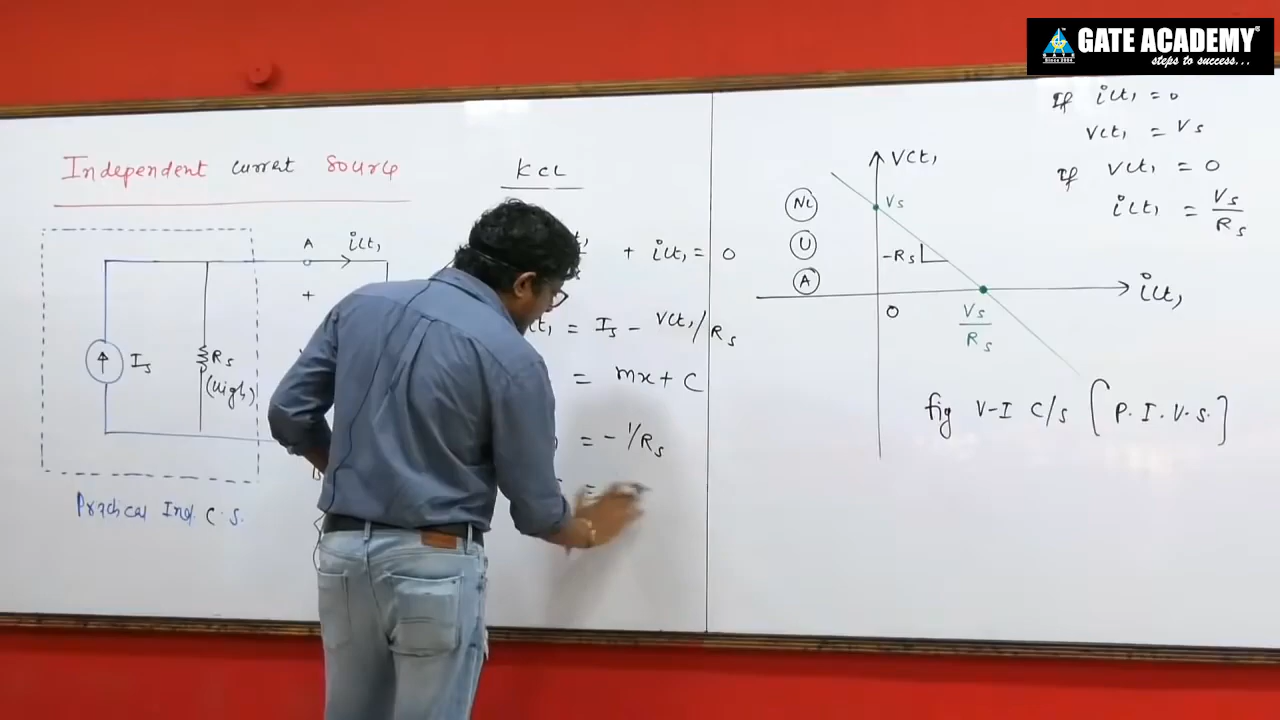 GATE ACADEMY
steps to success...
Independent current source
A
i(t)
+
Is
Rs
(High)
Practical Ind. C.S.
KCL
+ i(t) = 0
= Is - V(t)/Rs
= mx + C
= -1/Rs
=
V(t)
NL
U
A
Vs
-Rs
0
Vs/Rs
i(t)
fig V-I C/s [P.I.V.S.]
If i(t) = 0
V(t) = Vs
If V(t) = 0
i(t) = Vs/Rs